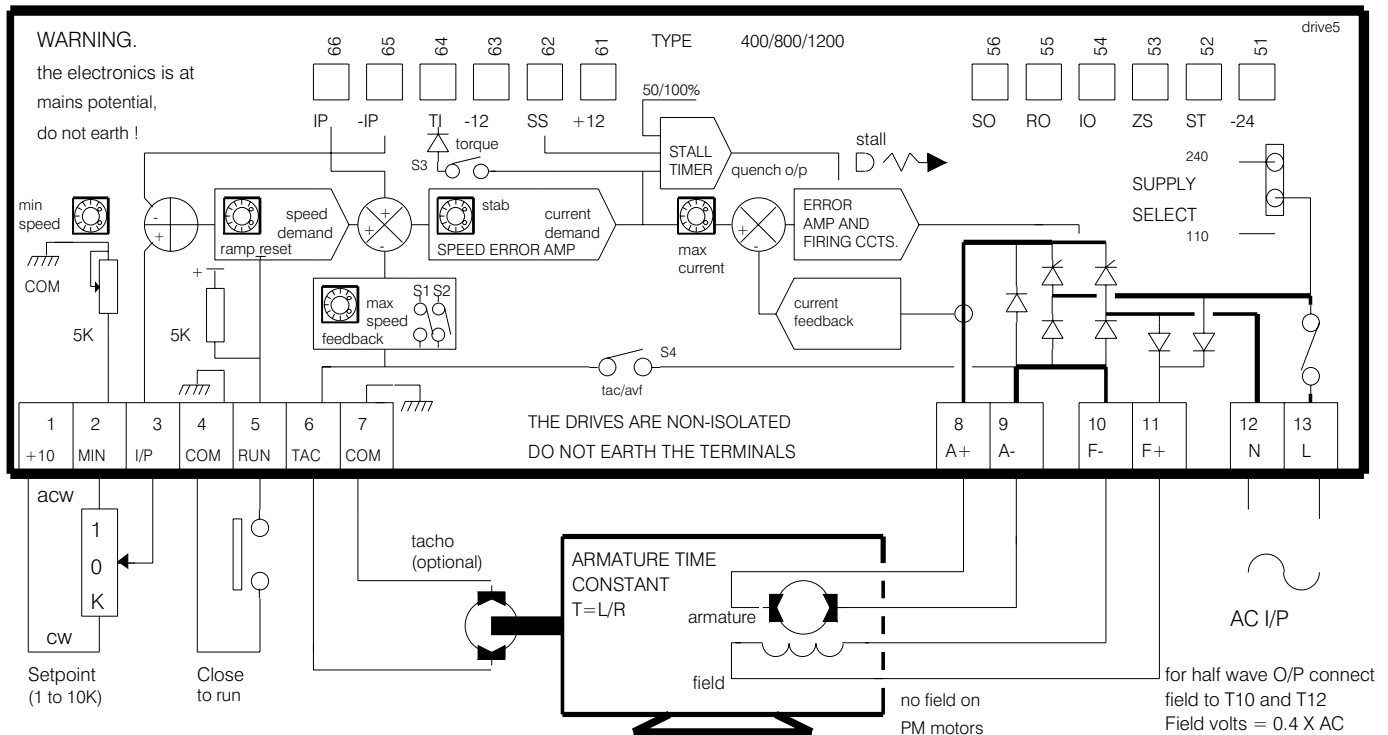 WARNING.
the electronics is at
mains potential,
do not earth !
66 65 64 63 62 61
TYPE 400/800/1200
56 55 54 53 52 51
drive5
IP -IP TI -12 SS +12
50/100%
SO RO IO ZS ST -24
S3 torque
STALL
TIMER
quench o/p
stall
240
SUPPLY
SELECT
110
min
speed
- +
ramp reset
speed
demand
+ + -
stab
current
demand
SPEED ERROR AMP
max
current
+ -
ERROR
AMP AND
FIRING CCTS.
COM
5K
+
5K
max
speed
feedback
S1 S2
current
feedback
S4
tac/avf
1 2 3 4 5 6 7
+10 MIN I/P COM RUN TAC COM
THE DRIVES ARE NON-ISOLATED
DO NOT EARTH THE TERMINALS
8 9 10 11 12 13
A+ A- F- F+ N L
acw
1
0
K
cw
Setpoint
(1 to 10K)
Close
to run
tacho
(optional)
ARMATURE TIME
CONSTANT
T=L/R
armature
field
no field on
PM motors
AC I/P
for half wave O/P connect
field to T10 and T12
Field volts = 0.4 X AC